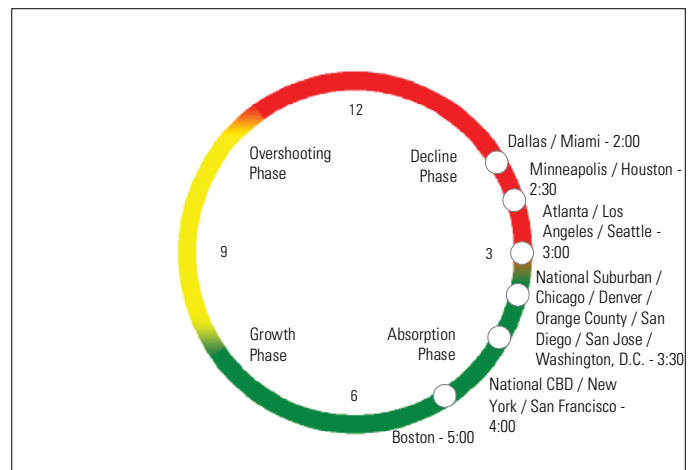 12
Dallas / Miami - 2:00
Overshooting
Phase
Decline
Phase
Minneapolis / Houston -
2:30
Atlanta / Los
Angeles / Seattle -
3:00
9
3
National Suburban /
Chicago / Denver /
Orange County / San
Diego / San Jose /
Washington, D.C. - 3:30
Growth
Phase
Absorption
Phase
National CBD / New
York / San Francisco -
4:00
6
Boston - 5:00